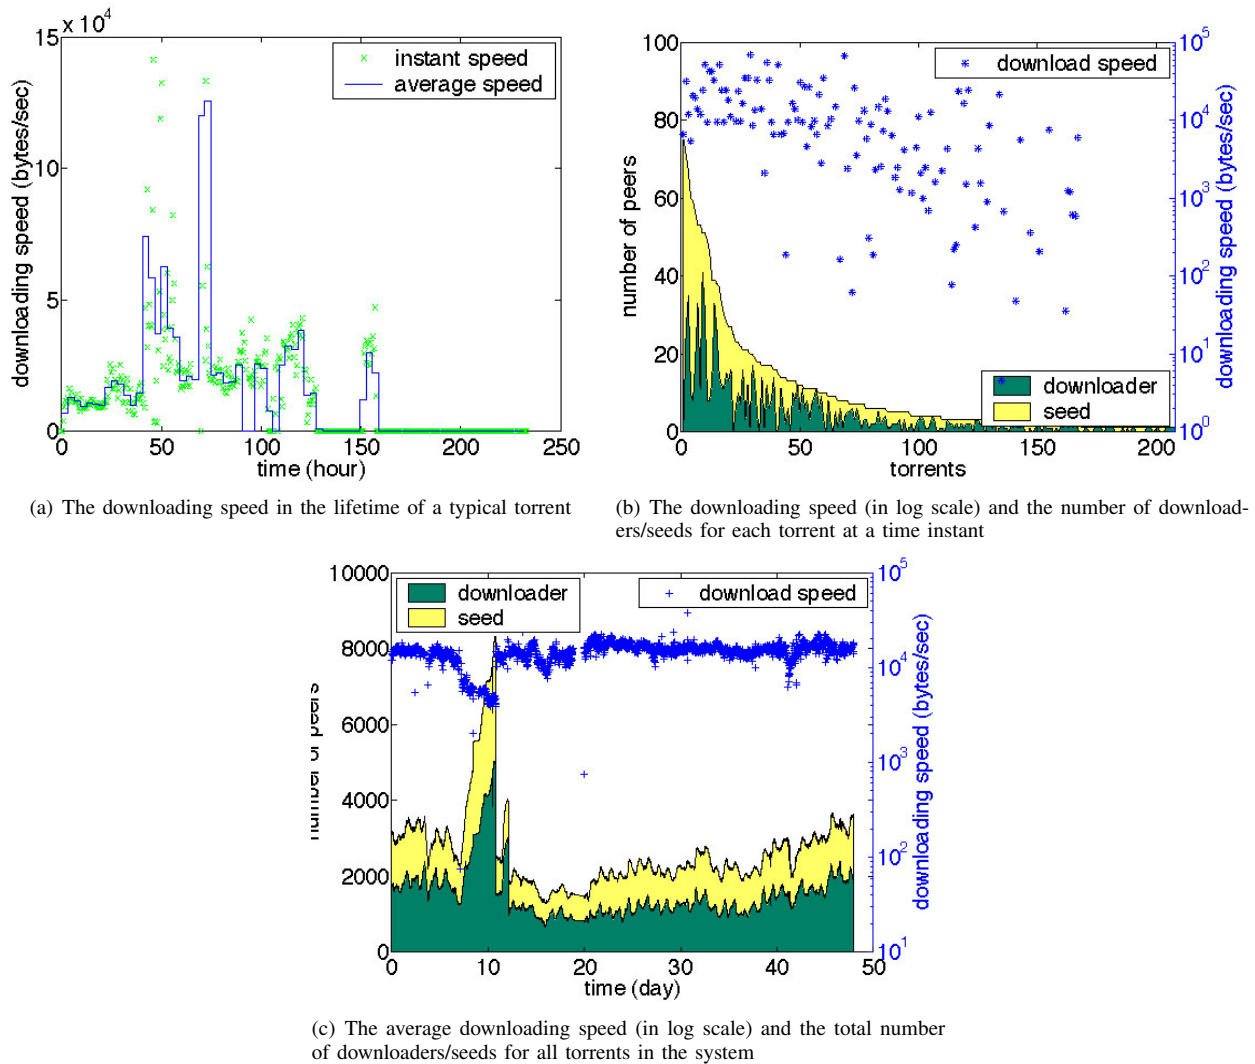 x 10^4
15
10
5
0
0 50 100 150 200 250
downloading speed (bytes/sec)
time (hour)
instant speed
average speed
(a) The downloading speed in the lifetime of a typical torrent
100
80
60
40
20
0
0 50 100 150 200
number of peers
torrents
download speed
downloader
seed
10^5
10^4
10^3
10^2
10^1
10^0
downloading speed (bytes/sec)
(b) The downloading speed (in log scale) and the number of download-
ers/seeds for each torrent at a time instant
10000
8000
6000
4000
2000
0
0 10 20 30 40 50
number of peers
time (day)
downloader
seed
download speed
10^5
10^4
10^3
10^2
10^1
downloading speed (bytes/sec)
(c) The average downloading speed (in log scale) and the total number
of downloaders/seeds for all torrents in the system